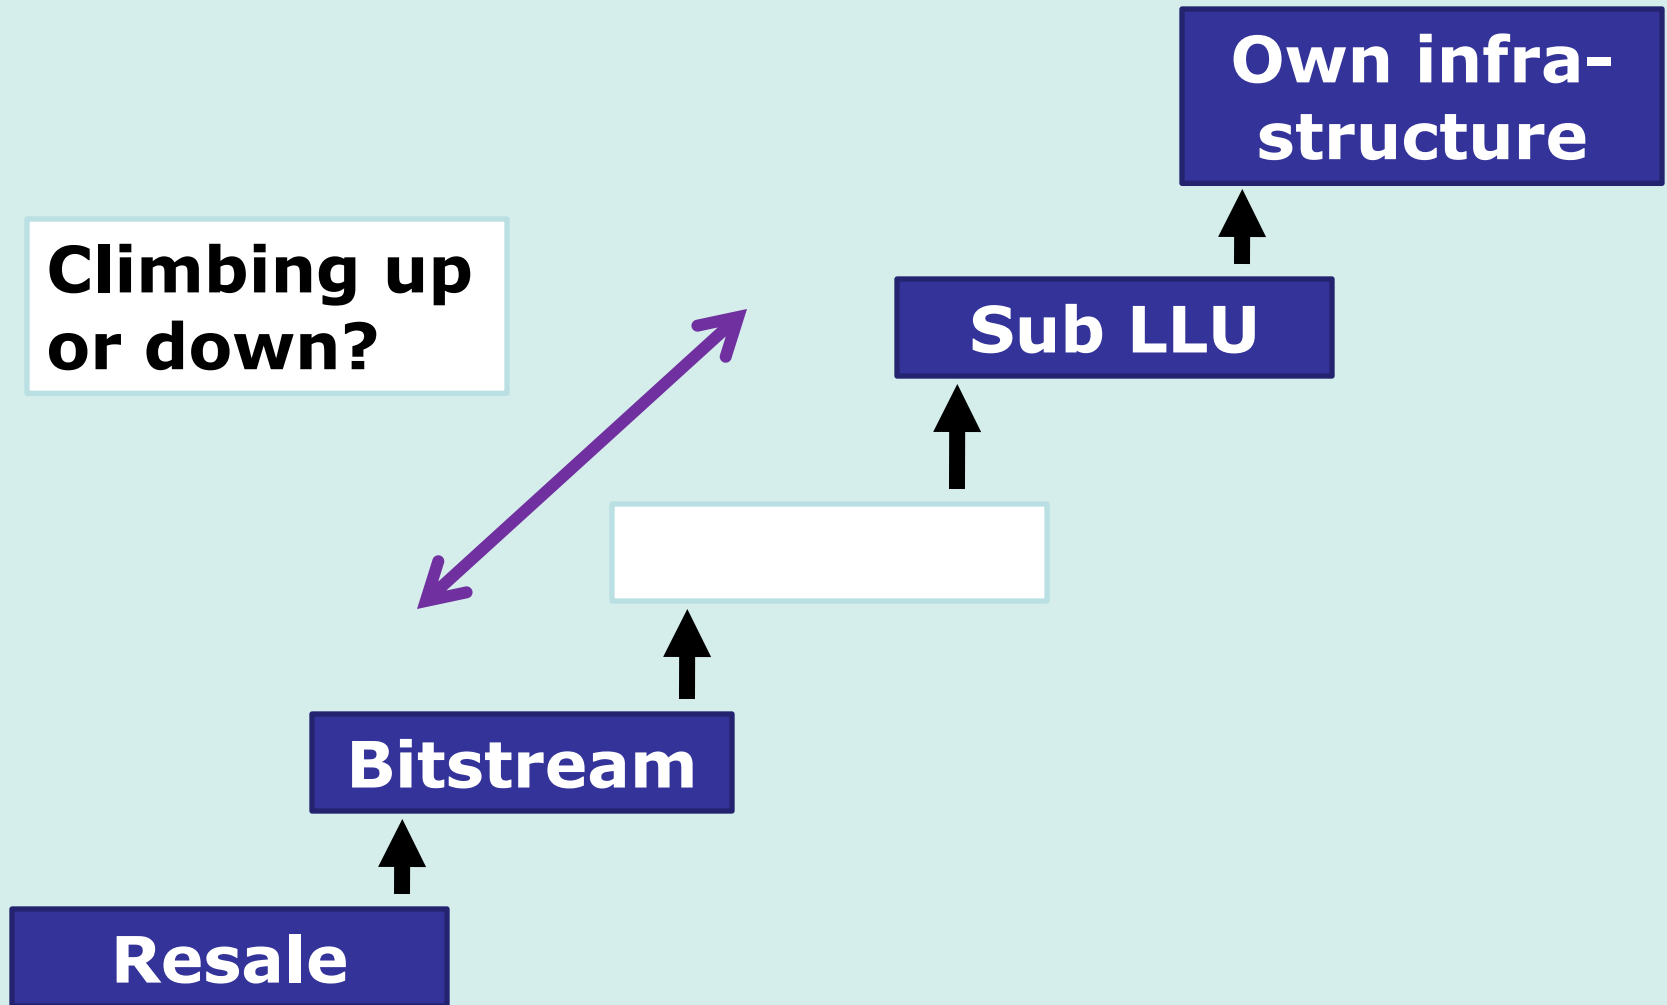 Own infra-
structure
Climbing up
or down?
Sub LLU
Bitstream
Resale